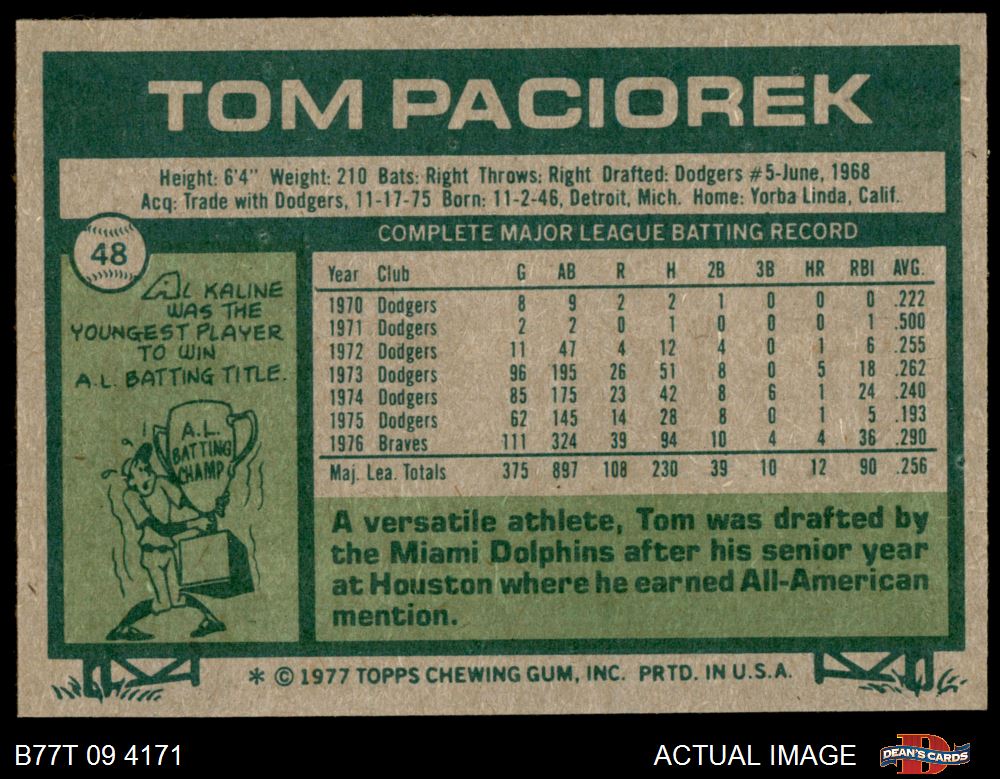 TOM PACIOREK
Height: 6'4" Weight: 210 Bats: Right Throws: Right Drafted: Dodgers #5-June, 1968
Acq: Trade with Dodgers, 11-17-75 Born: 11-2-46, Detroit, Mich. Home: Yorba Linda, Calif.
48
AL KALINE
WAS THE
YOUNGEST PLAYER
TO WIN
A.L. BATTING TITLE.
A.L.
BATTING
CHAMP
COMPLETE MAJOR LEAGUE BATTING RECORD
Year Club G AB R H 2B 3B HR RBI AVG.
1970 Dodgers 8 9 2 2 1 0 0 0 .222
1971 Dodgers 2 2 0 1 0 0 0 1 .500
1972 Dodgers 11 47 4 12 4 0 1 6 .255
1973 Dodgers 96 195 26 51 8 0 5 18 .262
1974 Dodgers 85 175 23 42 8 6 1 24 .240
1975 Dodgers 62 145 14 28 8 0 1 5 .193
1976 Braves 111 324 39 94 10 4 4 36 .290
Maj. Lea. Totals 375 897 108 230 39 10 12 90 .256
A versatile athlete, Tom was drafted by
the Miami Dolphins after his senior year
at Houston where he earned All-American
mention.
* © 1977 TOPPS CHEWING GUM, INC. PRTD. IN U.S.A.
B77T 09 4171
ACTUAL IMAGE
DEAN'S CARDS